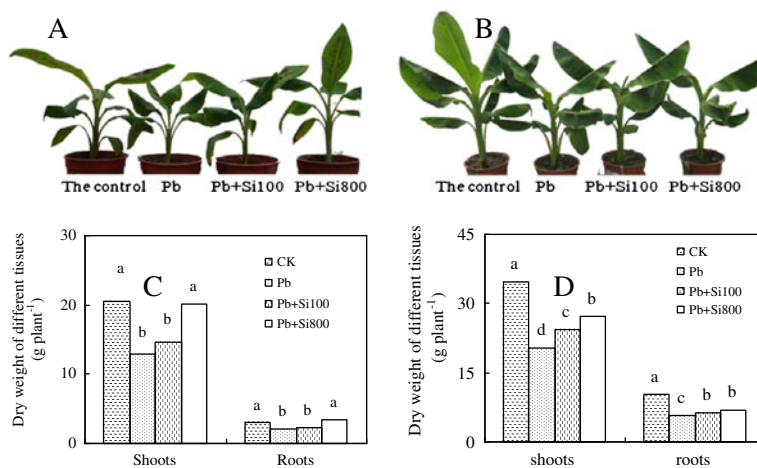 A
B
The control Pb Pb+Si100 Pb+Si800
The control Pb Pb+Si100 Pb+Si800
Dry weight of different tissues
(g plant⁻¹)
30
20
10
0
C
CK
Pb
Pb+Si100
Pb+Si800
a b b a
a b b a
Shoots Roots
Dry weight of different tissues
(g plant⁻¹)
45
30
15
0
D
CK
Pb
Pb+Si100
Pb+Si800
a d c b
a c b b
shoots roots